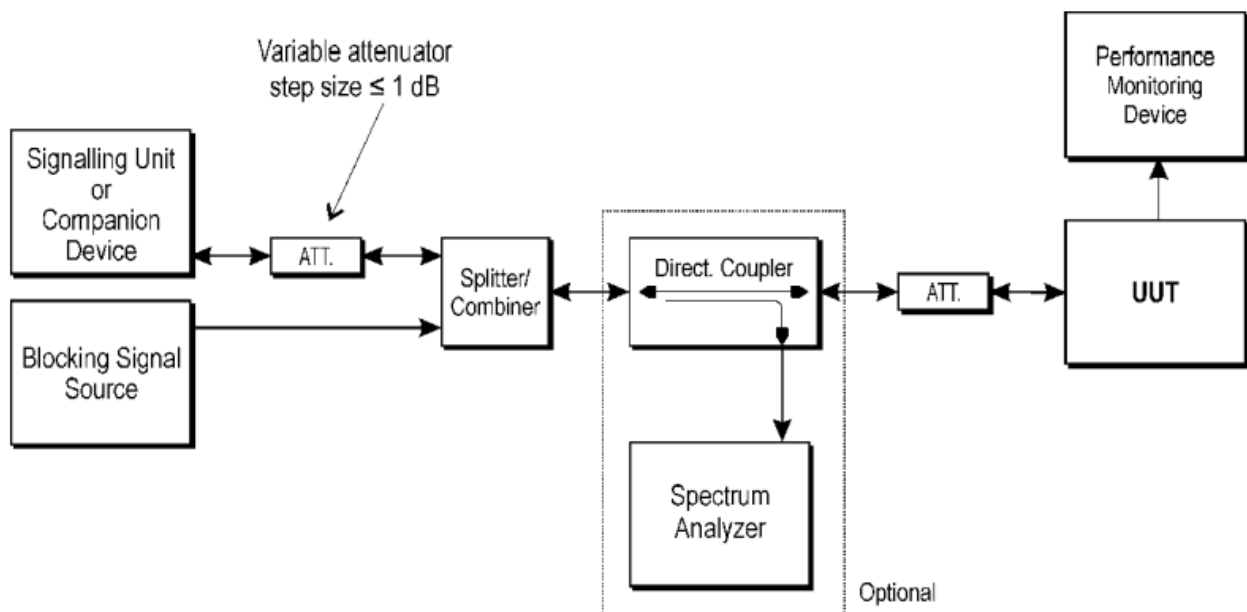 Variable attenuator
step size ≤ 1 dB
Performance
Monitoring
Device
Signalling Unit
or
Companion
Device
ATT.
Splitter/
Combiner
Direct. Coupler
ATT.
UUT
Blocking Signal
Source
Spectrum
Analyzer
Optional